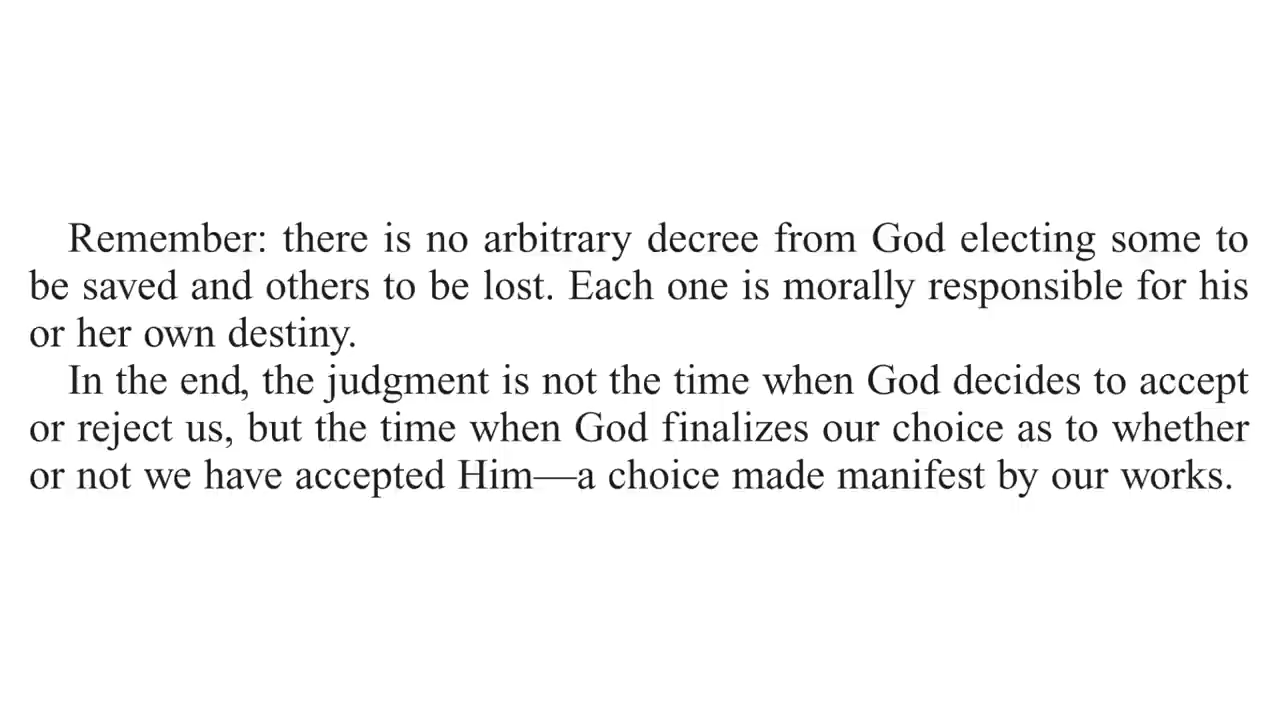 Remember: there is no arbitrary decree from God electing some to
be saved and others to be lost. Each one is morally responsible for his
or her own destiny.
In the end, the judgment is not the time when God decides to accept
or reject us, but the time when God finalizes our choice as to whether
or not we have accepted Him—a choice made manifest by our works.